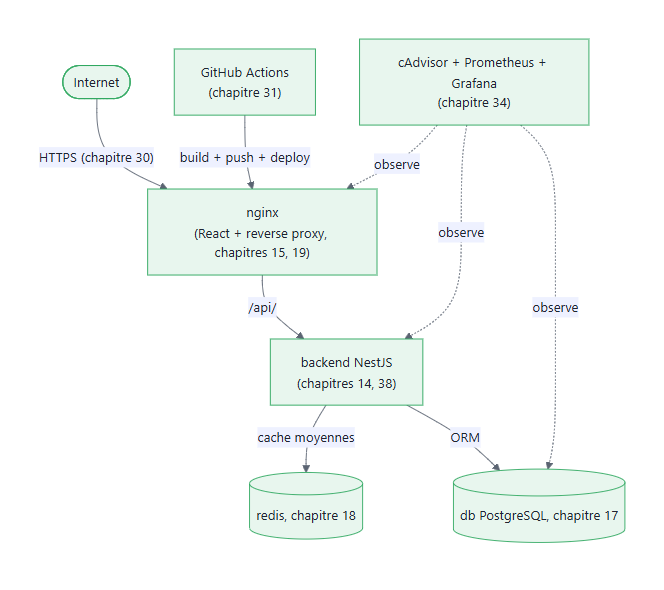 Internet
GitHub Actions
(chapitre 31)
cAdvisor + Prometheus +
Grafana
(chapitre 34)
HTTPS (chapitre 30)
build + push + deploy
observe
nginx
(React + reverse proxy,
chapitres 15, 19)
observe
/api/
observe
backend NestJS
(chapitres 14, 38)
cache moyennes
ORM
redis, chapitre 18
db PostgreSQL, chapitre 17